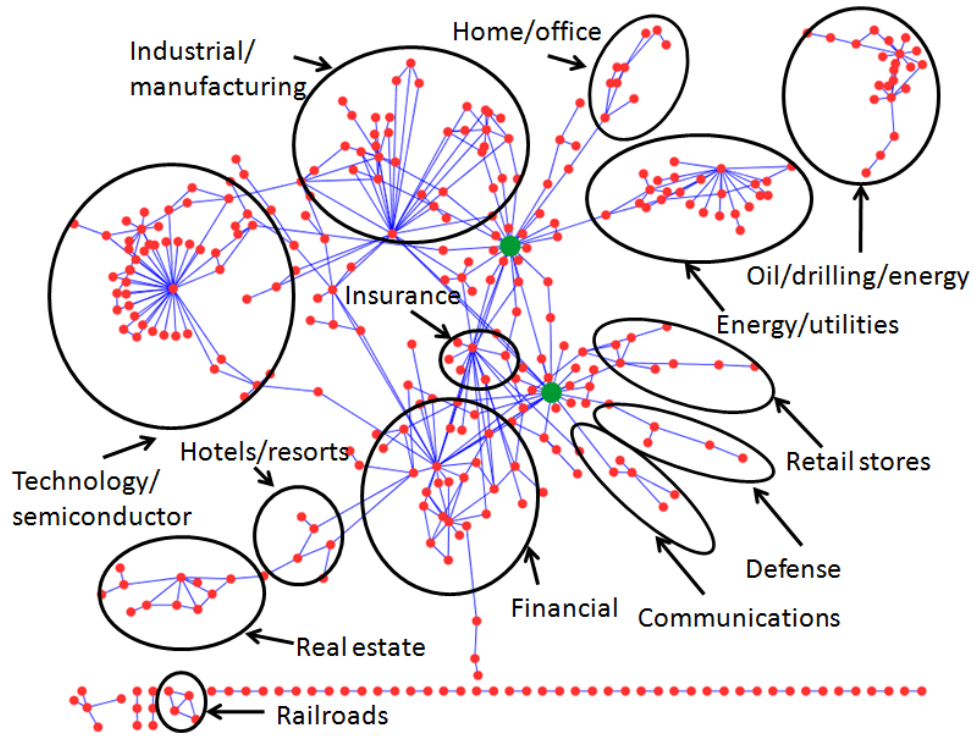 Home/office
Industrial/
manufacturing
Oil/drilling/energy
Insurance
Energy/utilities
Hotels/resorts
Retail stores
Technology/
semiconductor
Defense
Financial
Communications
Real estate
Railroads